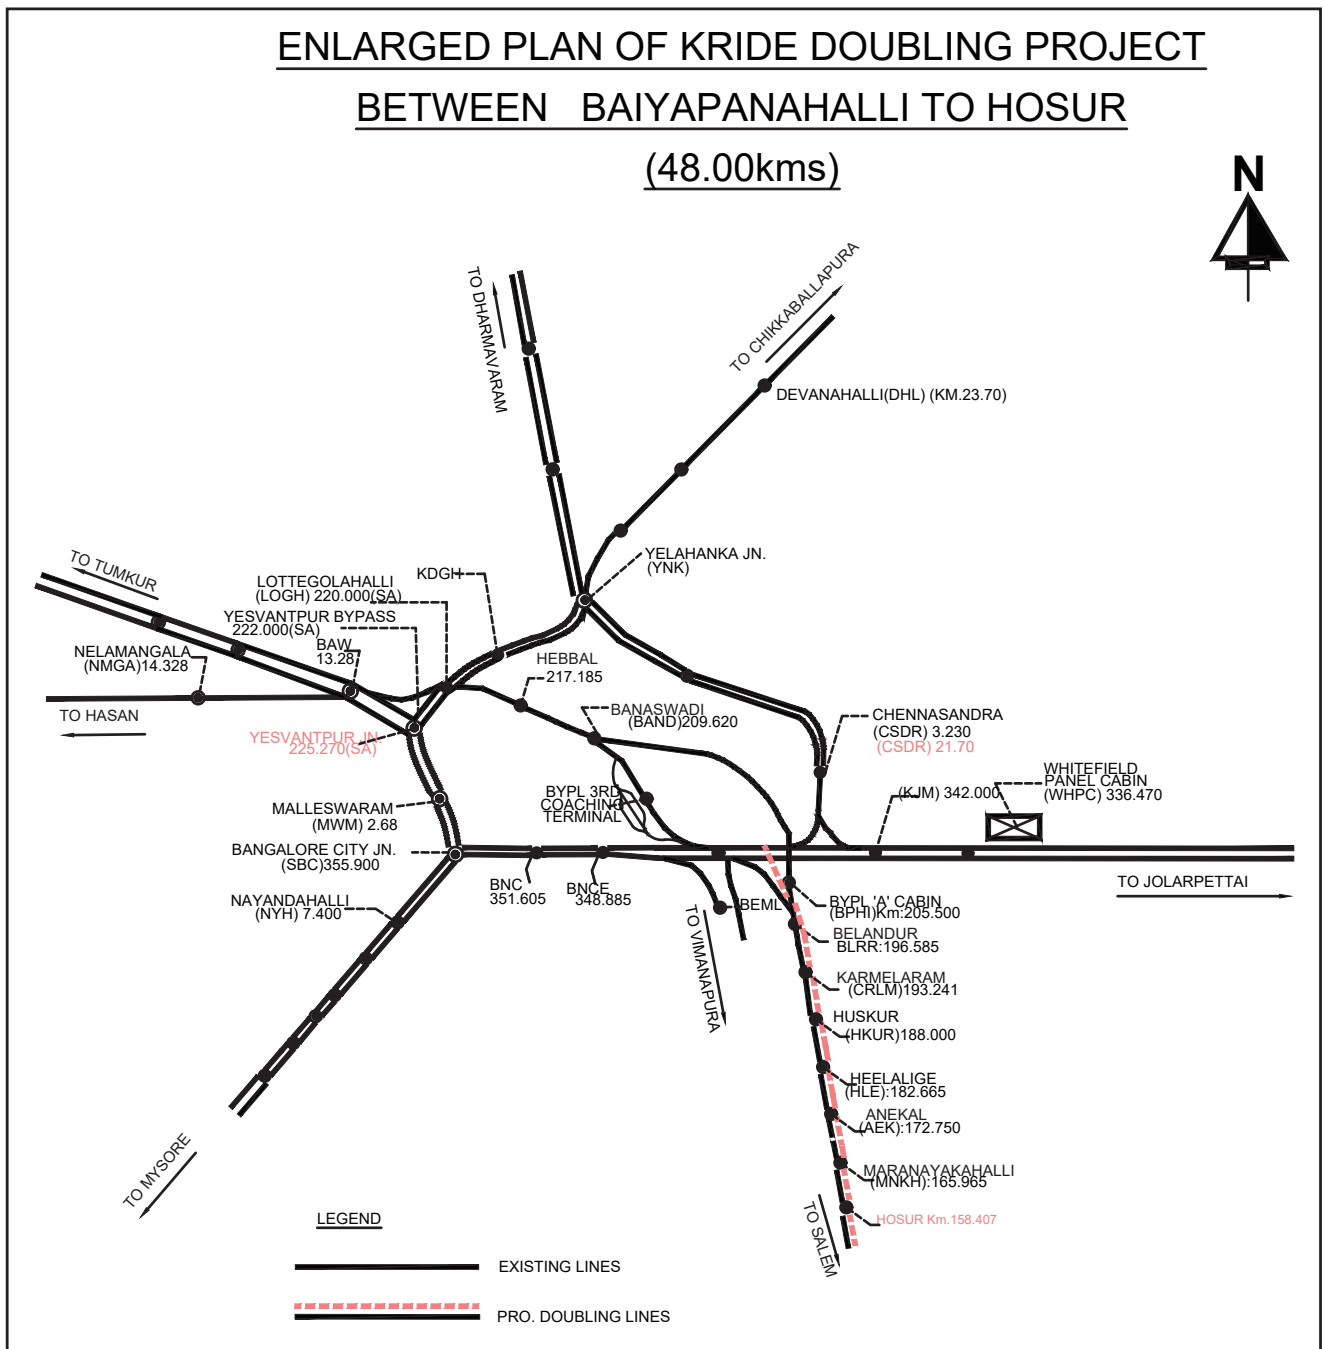 ENLARGED PLAN OF KRIDE DOUBLING PROJECT
BETWEEN BAIYAPANAHALLI TO HOSUR
(48.00kms)
N
TO DHARMAVARAM
TO CHIKKABALLAPURA
DEVANAHALLI(DHL) (KM.23.70)
YELAHANKA JN.
(YNK)
TO TUMKUR
KDGH
LOTTEGOLAHALLI
(LOGH) 220.000(SA)
YESVANTPUR BYPASS
222.000(SA)
BAW
13.28
NELAMANGALA
(NMGA)14.328
TO HASAN
HEBBAL
217.185
BANASWADI
(BAND)209.620
CHENNASANDRA
(CSDR) 3.230
(CSDR) 21.70
YESVANTPUR JN.
225.270(SA)
WHITEFIELD
PANEL CABIN
(WHPC) 336.470
(KJM) 342.000
BYPL 3RD
COACHING
TERMINAL
MALLESWARAM
(MWM) 2.68
BANGALORE CITY JN.
(SBC)355.900
BNC
351.605
BNCE
348.885
TO JOLARPETTAI
NAYANDAHALLI
(NYH) 7.400
BEML
BYPL 'A' CABIN
(BPHI)Km:205.500
TO VIMANAPURA
BELANDUR
BLRR:196.585
KARMELARAM
(CRLM)193.241
HUSKUR
(HKUR)188.000
HEELALIGE
(HLE):182.665
ANEKAL
(AEK):172.750
MARANAYAKAHALLI
(MNKH):165.965
HOSUR Km.158.407
TO MYSORE
TO SALEM
LEGEND
EXISTING LINES
PRO. DOUBLING LINES